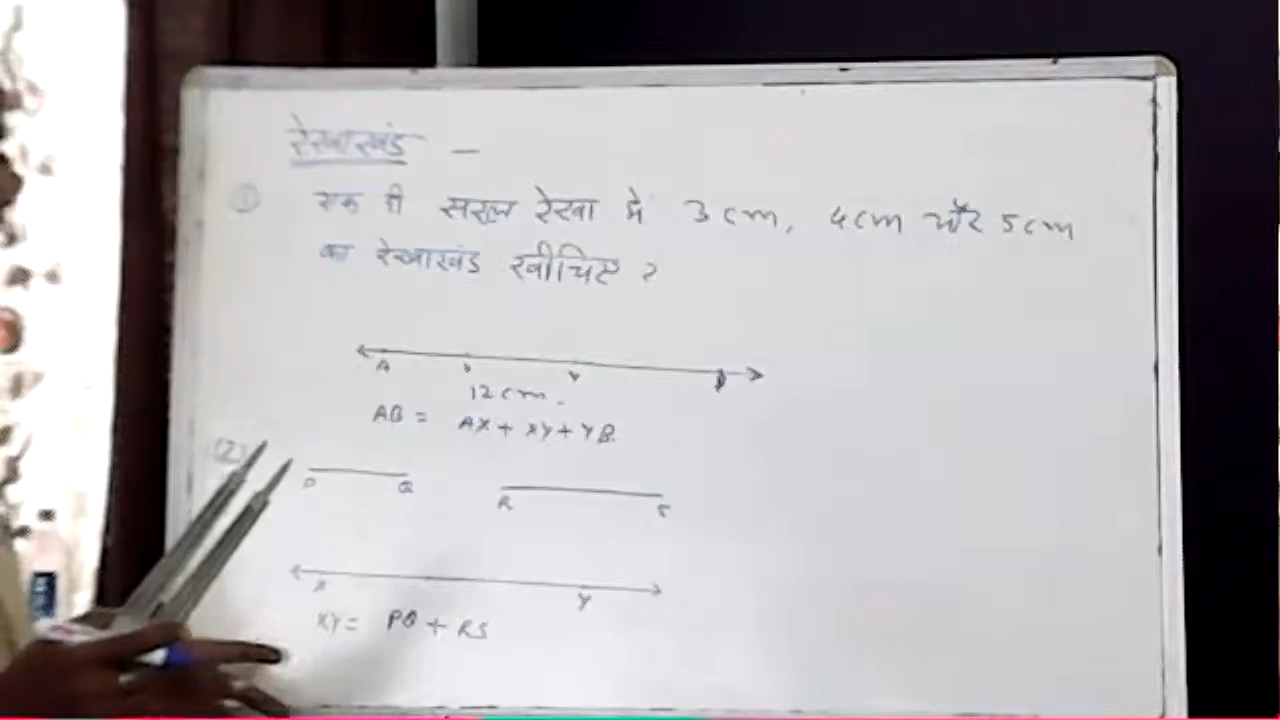 रेखाखंड —
① एक ही सरल रेखा में 3 cm, 4 cm और 5 cm
का रेखाखंड खींचिए ?
A x y
12 cm.
AB = AX + XY + YB.
(2)
P Q R S
X Y
XY = PQ + RS